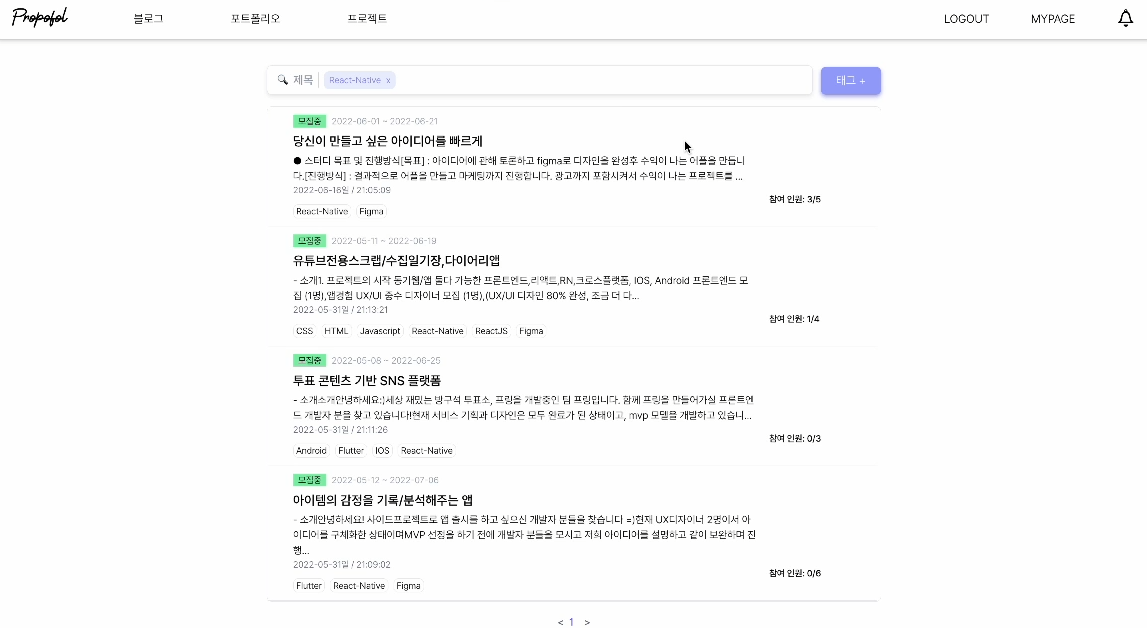 Propofol
블로그
포트폴리오
프로젝트
LOGOUT
MYPAGE
제목
React-Native x
태그 +
모집중 2022-06-01 ~ 2022-06-21
당신이 만들고 싶은 아이디어를 빠르게
● 스터디 목표 및 진행방식[목표] : 아이디어에 관해 토론하고 figma로 디자인을 완성후 수익이 나는 어플을 만듭니
다.[진행방식] : 결과적으로 어플을 만들고 마케팅까지 진행합니다. 광고까지 포함시켜서 수익이 나는 프로젝트를 ...
2022-06-16일 / 21:05:09
참여 인원: 3/5
React-Native Figma
모집중 2022-05-11 ~ 2022-06-19
유튜브전용스크랩/수집일기장,다이어리앱
- 소개1. 프로젝트의 시작 동기웹/앱 둘다 가능한 프론트엔드,리액트,RN,크로스플랫폼, IOS, Android 프론트엔드 모
집 (1명),앱경험 UX/UI 중수 디자이너 모집 (1명),(UX/UI 디자인 80% 완성, 조금 더 다...
2022-05-31일 / 21:13:21
참여 인원: 1/4
CSS HTML Javascript React-Native ReactJS Figma
모집중 2022-05-08 ~ 2022-06-25
투표 콘텐츠 기반 SNS 플랫폼
- 소개소개안녕하세요:)세상 재밌는 방구석 투표소, 프링을 개발중인 팀 프링입니다. 함께 프링을 만들어가실 프론트엔
드 개발자 분을 찾고 있습니다!현재 서비스 기획과 디자인은 모두 완료가 된 상태이고, mvp 모델을 개발하고 있습니...
2022-05-31일 / 21:11:26
참여 인원: 0/3
Android Flutter IOS React-Native
모집중 2022-05-12 ~ 2022-07-06
아이템의 감정을 기록/분석해주는 앱
- 소개안녕하세요! 사이드프로젝트로 앱 출시를 하고 싶으신 개발자 분들을 찾습니다 =)현재 UX디자이너 2명이서 아
이디어를 구체화한 상태이며MVP 선정을 하기 전에 개발자 분들을 모시고 저희 아이디어를 설명하고 같이 보완하며 진
행...
2022-05-31일 / 21:09:02
참여 인원: 0/6
Flutter React-Native Figma
< 1 >